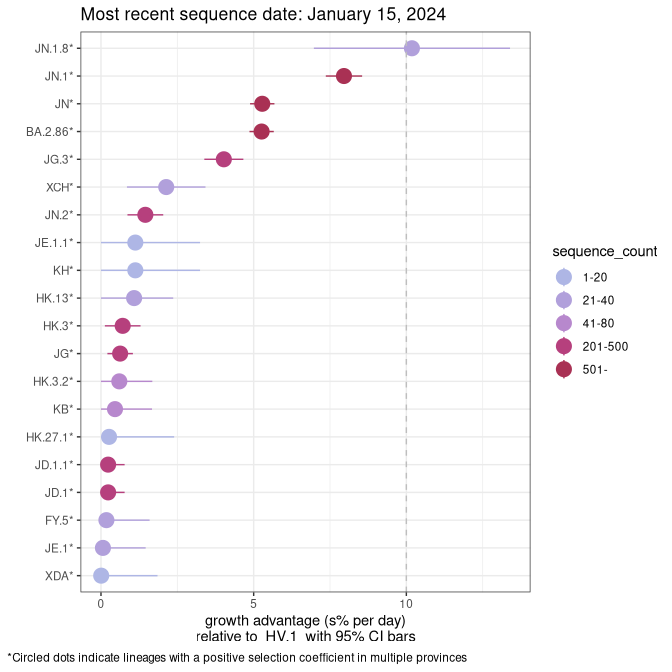 Most recent sequence date: January 15, 2024
JN.1.8*
JN.1*
JN*
BA.2.86*
JG.3*
XCH*
JN.2*
JE.1.1*
KH*
HK.13*
HK.3*
JG*
HK.3.2*
KB*
HK.27.1*
JD.1.1*
JD.1*
FY.5*
JE.1*
XDA*
0 5 10
growth advantage (s% per day)
relative to HV.1 with 95% CI bars
sequence_count
1-20
21-40
41-80
201-500
501-
*Circled dots indicate lineages with a positive selection coefficient in multiple provinces